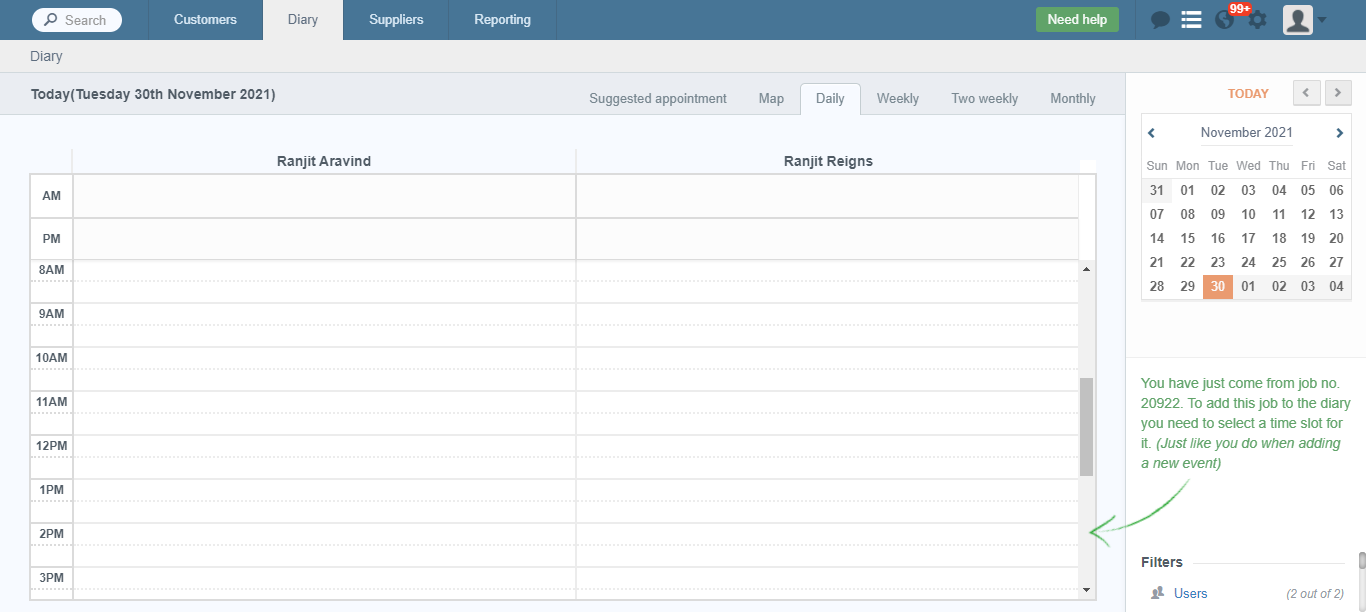 Search
Customers
Diary
Suppliers
Reporting
Need help
99+
Diary
Today(Tuesday 30th November 2021)
Suggested appointment
Map
Daily
Weekly
Two weekly
Monthly
TODAY
November 2021
Sun Mon Tue Wed Thu Fri Sat
31 01 02 03 04 05 06
07 08 09 10 11 12 13
14 15 16 17 18 19 20
21 22 23 24 25 26 27
28 29 30 01 02 03 04
Ranjit Aravind
Ranjit Reigns
AM
PM
8AM
9AM
10AM
11AM
12PM
1PM
2PM
3PM
You have just come from job no.
20922. To add this job to the diary
you need to select a time slot for
it. (Just like you do when adding
a new event)
Filters
Users (2 out of 2)